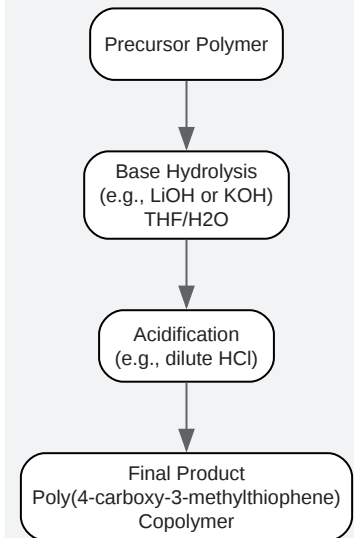 Precursor Polymer
Base Hydrolysis
(e.g., LiOH or KOH)
THF/H2O
Acidification
(e.g., dilute HCl)
Final Product
Poly(4-carboxy-3-methylthiophene)
Copolymer